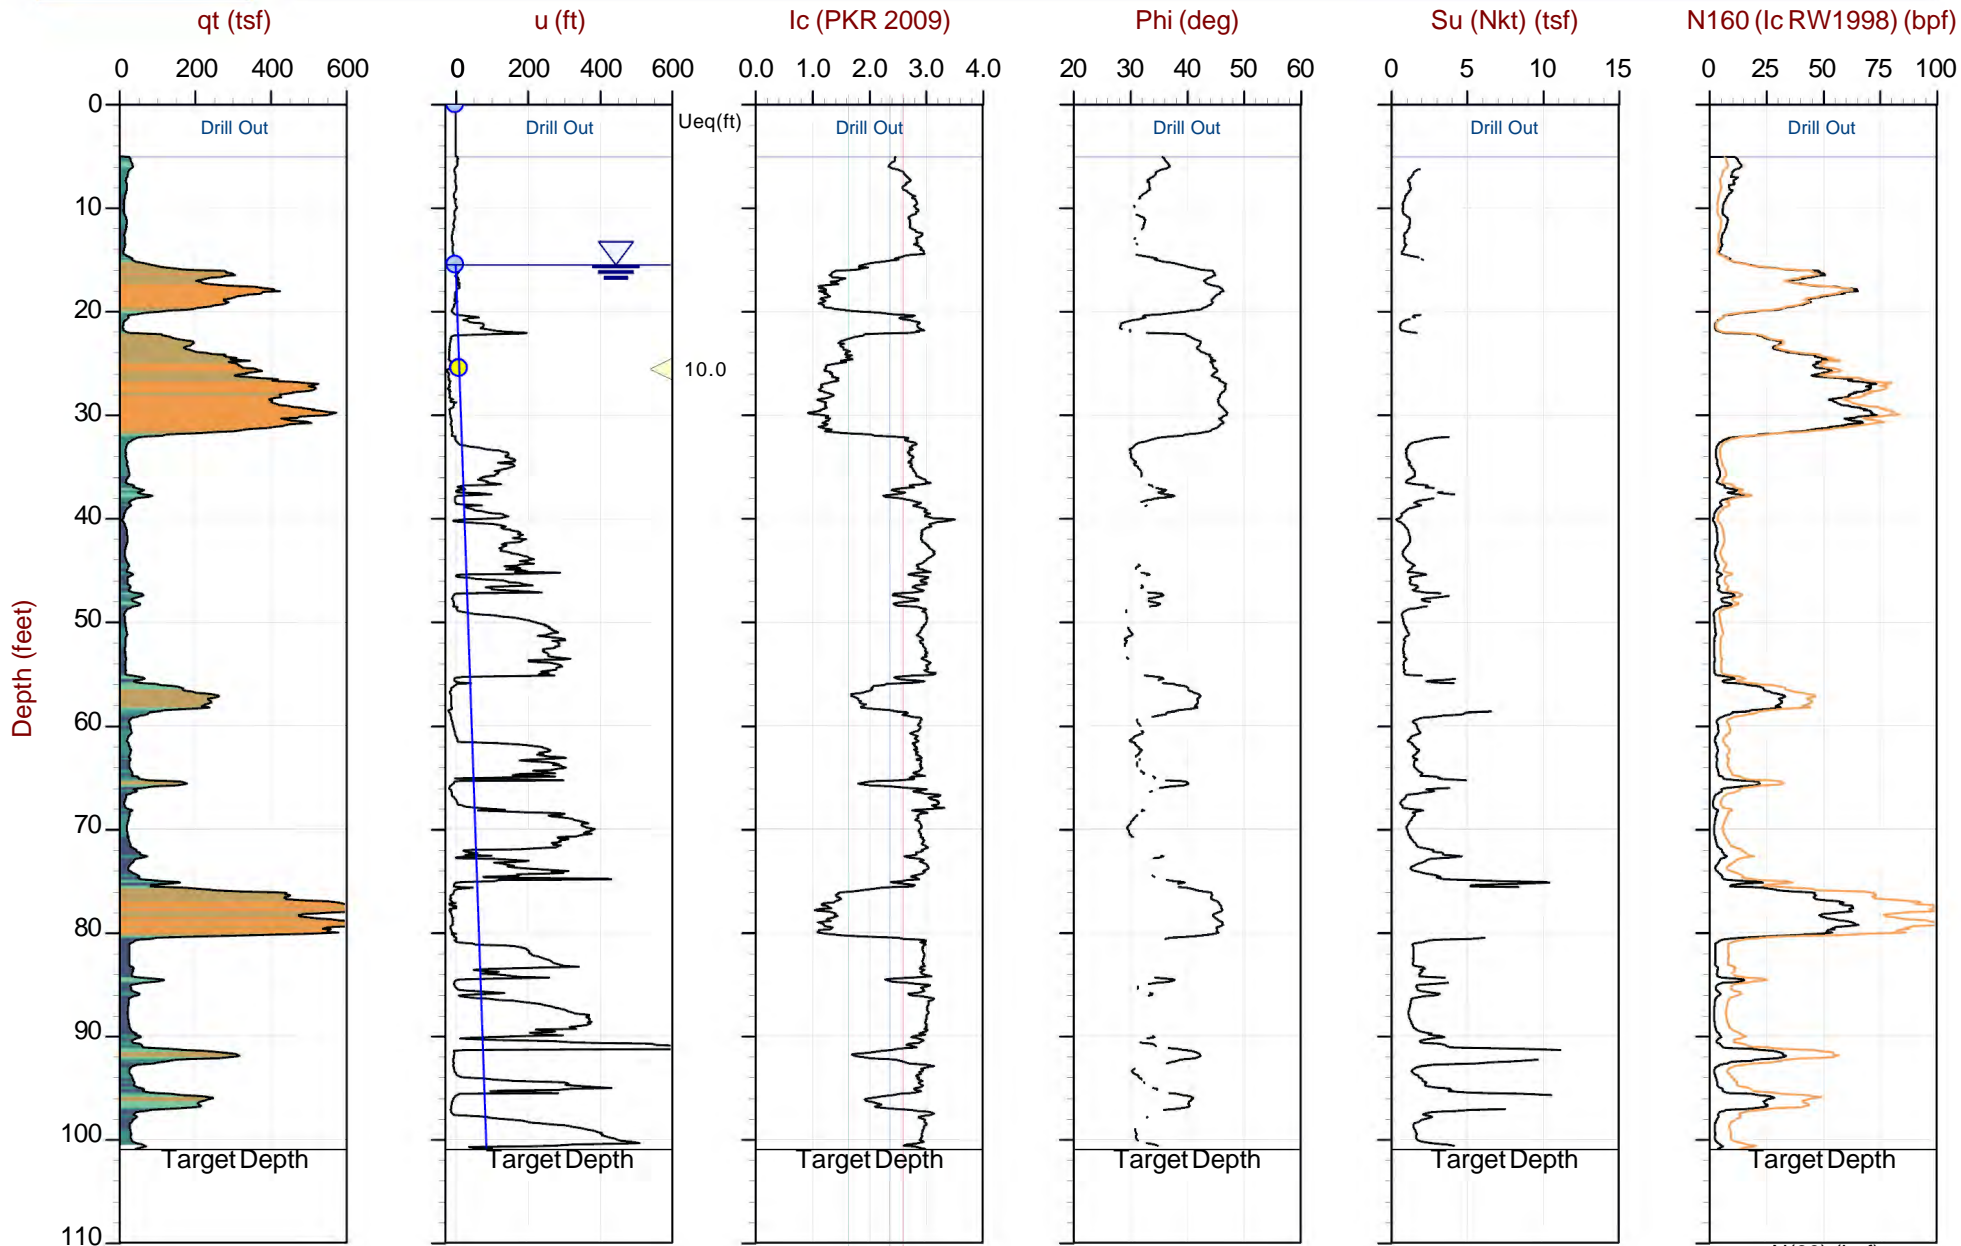 qt (tsf) u (ft) Ic (PKR 2009) Phi (deg) Su (Nkt) (tsf) N160 (Ic RW1998) (bpf)
0 200 400 600 0 200 400 600 0.0 1.0 2.0 3.0 4.0 20 30 40 50 60 0 5 10 15 0 25 50 75 100
0
Drill Out Drill Out Ueq(ft) Drill Out Drill Out Drill Out Drill Out
10
20
10.0
30
40
50
Depth (feet)
60
70
80
90
100
Target Depth Target Depth Target Depth Target Depth Target Depth Target Depth
110